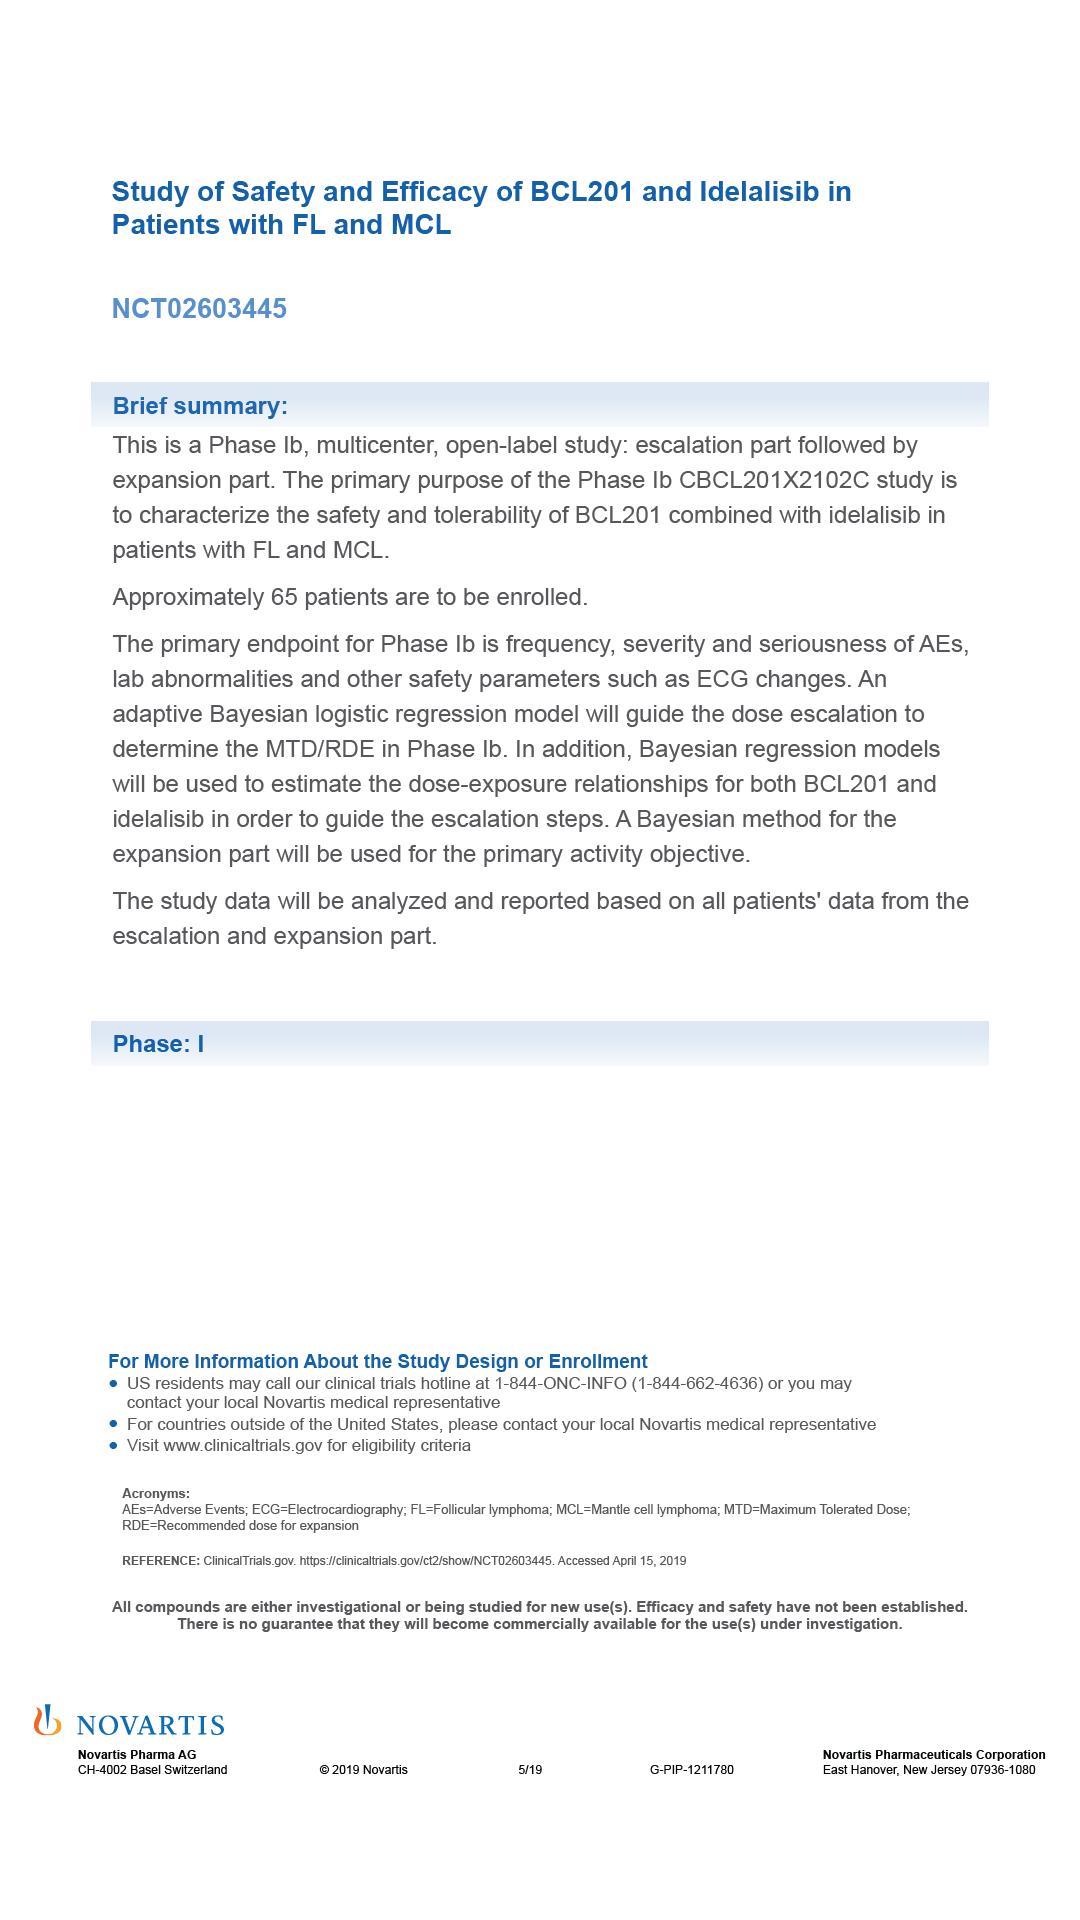 Study of Safety and Efficacy of BCL201 and Idelalisib in
Patients with FL and MCL
NCT02603445
Brief summary:
This is a Phase Ib, multicenter, open-label study: escalation part followed by
expansion part. The primary purpose of the Phase Ib CBCL201X2102C study is
to characterize the safety and tolerability of BCL201 combined with idelalisib in
patients with FL and MCL.
Approximately 65 patients are to be enrolled.
The primary endpoint for Phase Ib is frequency, severity and seriousness of AEs,
lab abnormalities and other safety parameters such as ECG changes. An
adaptive Bayesian logistic regression model will guide the dose escalation to
determine the MTD/RDE in Phase Ib. In addition, Bayesian regression models
will be used to estimate the dose-exposure relationships for both BCL201 and
idelalisib in order to guide the escalation steps. A Bayesian method for the
expansion part will be used for the primary activity objective.
The study data will be analyzed and reported based on all patients' data from the
escalation and expansion part.
Phase: I
For More Information About the Study Design or Enrollment
● US residents may call our clinical trials hotline at 1-844-ONC-INFO (1-844-662-4636) or you may
contact your local Novartis medical representative
● For countries outside of the United States, please contact your local Novartis medical representative
● Visit www.clinicaltrials.gov for eligibility criteria
Acronyms:
AEs=Adverse Events; ECG=Electrocardiography; FL=Follicular lymphoma; MCL=Mantle cell lymphoma; MTD=Maximum Tolerated Dose;
RDE=Recommended dose for expansion
REFERENCE: ClinicalTrials.gov. https://clinicaltrials.gov/ct2/show/NCT02603445. Accessed April 15, 2019
All compounds are either investigational or being studied for new use(s). Efficacy and safety have not been established.
There is no guarantee that they will become commercially available for the use(s) under investigation.
NOVARTIS
Novartis Pharma AG Novartis Pharmaceuticals Corporation
CH-4002 Basel Switzerland © 2019 Novartis 5/19 G-PIP-1211780 East Hanover, New Jersey 07936-1080